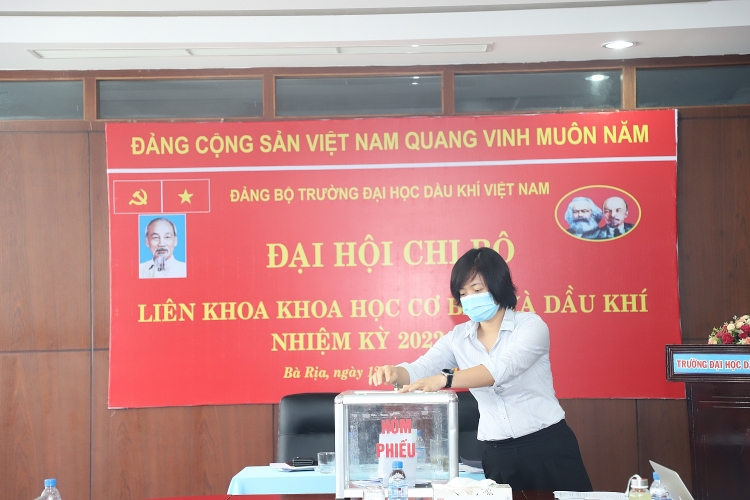 ĐẢNG CỘNG SẢN VIỆT NAM QUANG VINH MUÔN NĂM
ĐẢNG BỘ TRƯỜNG ĐẠI HỌC DẦU KHÍ VIỆT NAM
ĐẠI HỘI CHI BỘ
LIÊN KHOA KHOA HỌC CƠ VÀ DẦU KHÍ
NHIỆM KỲ 2022
Bà Rịa, ngày
TRƯỜNG ĐẠI HỌC
HÒM
PHIẾU